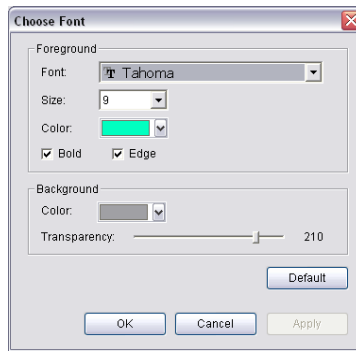 Choose Font
Foreground
Font: Tahoma
Size: 9
Color:
Bold Edge
Background
Color:
Transparency: 210
Default
OK Cancel Apply